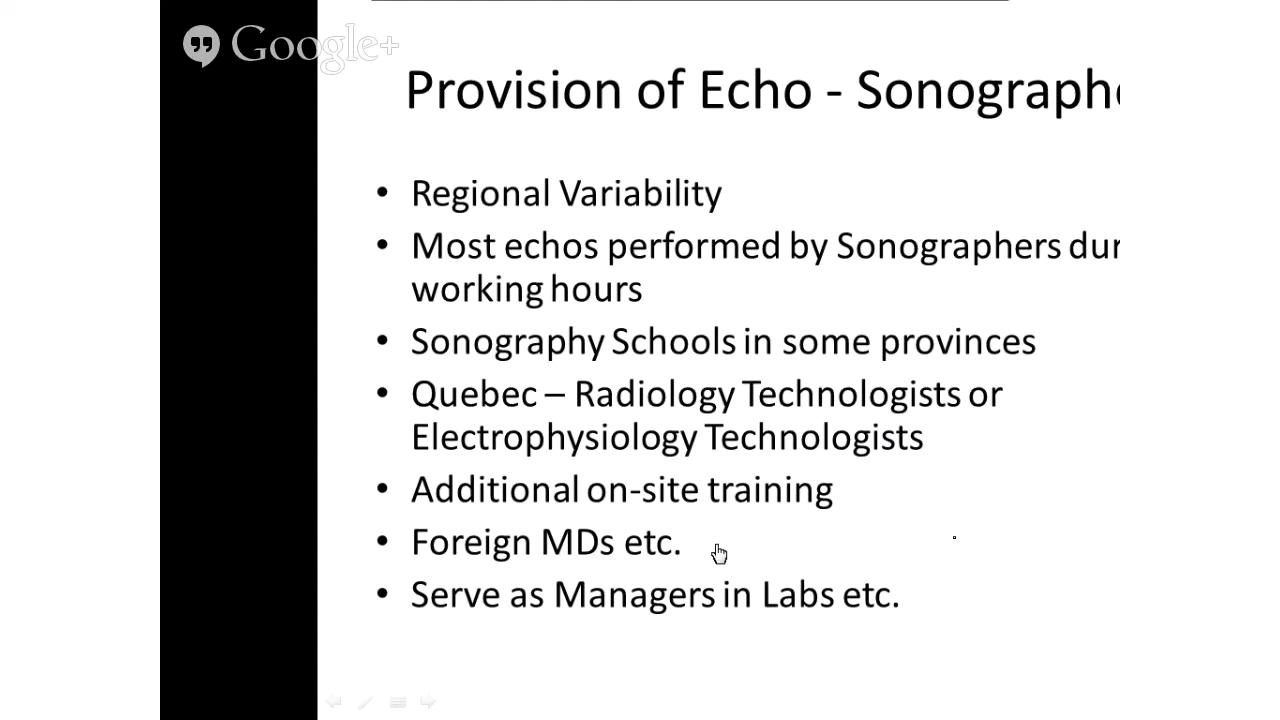 Google+
Provision of Echo - Sonographe
• Regional Variability
• Most echos performed by Sonographers dur
working hours
• Sonography Schools in some provinces
• Quebec – Radiology Technologists or
Electrophysiology Technologists
• Additional on-site training
• Foreign MDs etc.
• Serve as Managers in Labs etc.